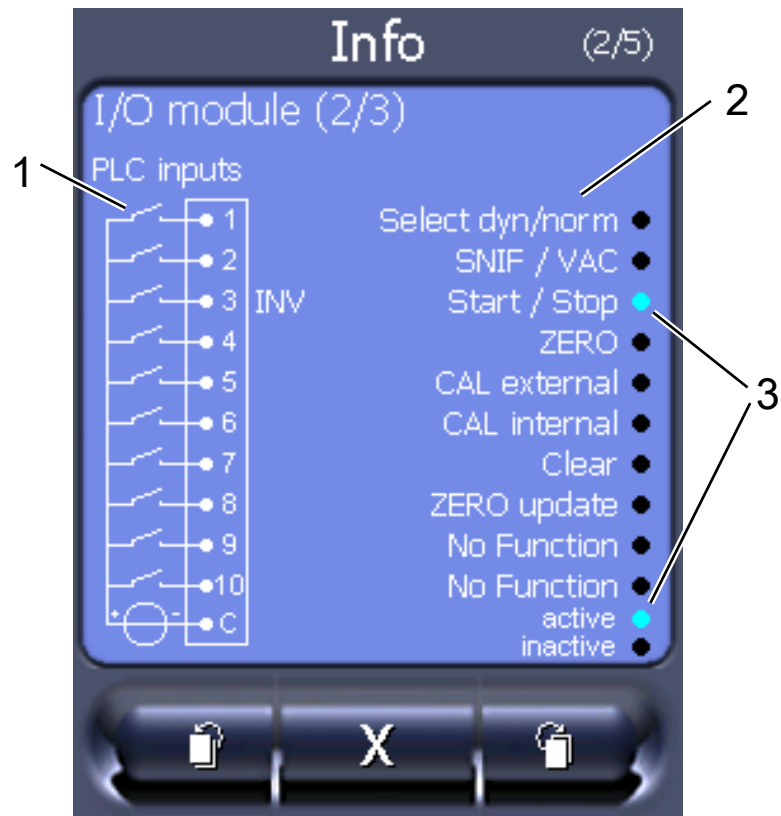 Info (2/5)
I/O module (2/3)
2
PLC inputs
1
1 Select dyn/norm
2 SNIF / VAC
3 INV Start / Stop
4 ZERO
3
5 CAL external
6 CAL internal
7 Clear
8 ZERO update
9 No Function
10 No Function
+ - C active
inactive
X